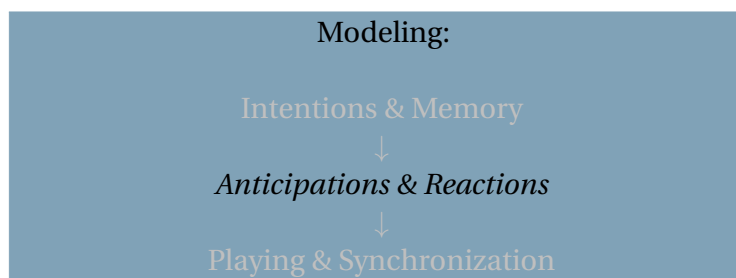 Modeling:
Intentions & Memory
↓
Anticipations & Reactions
↓
Playing & Synchronization